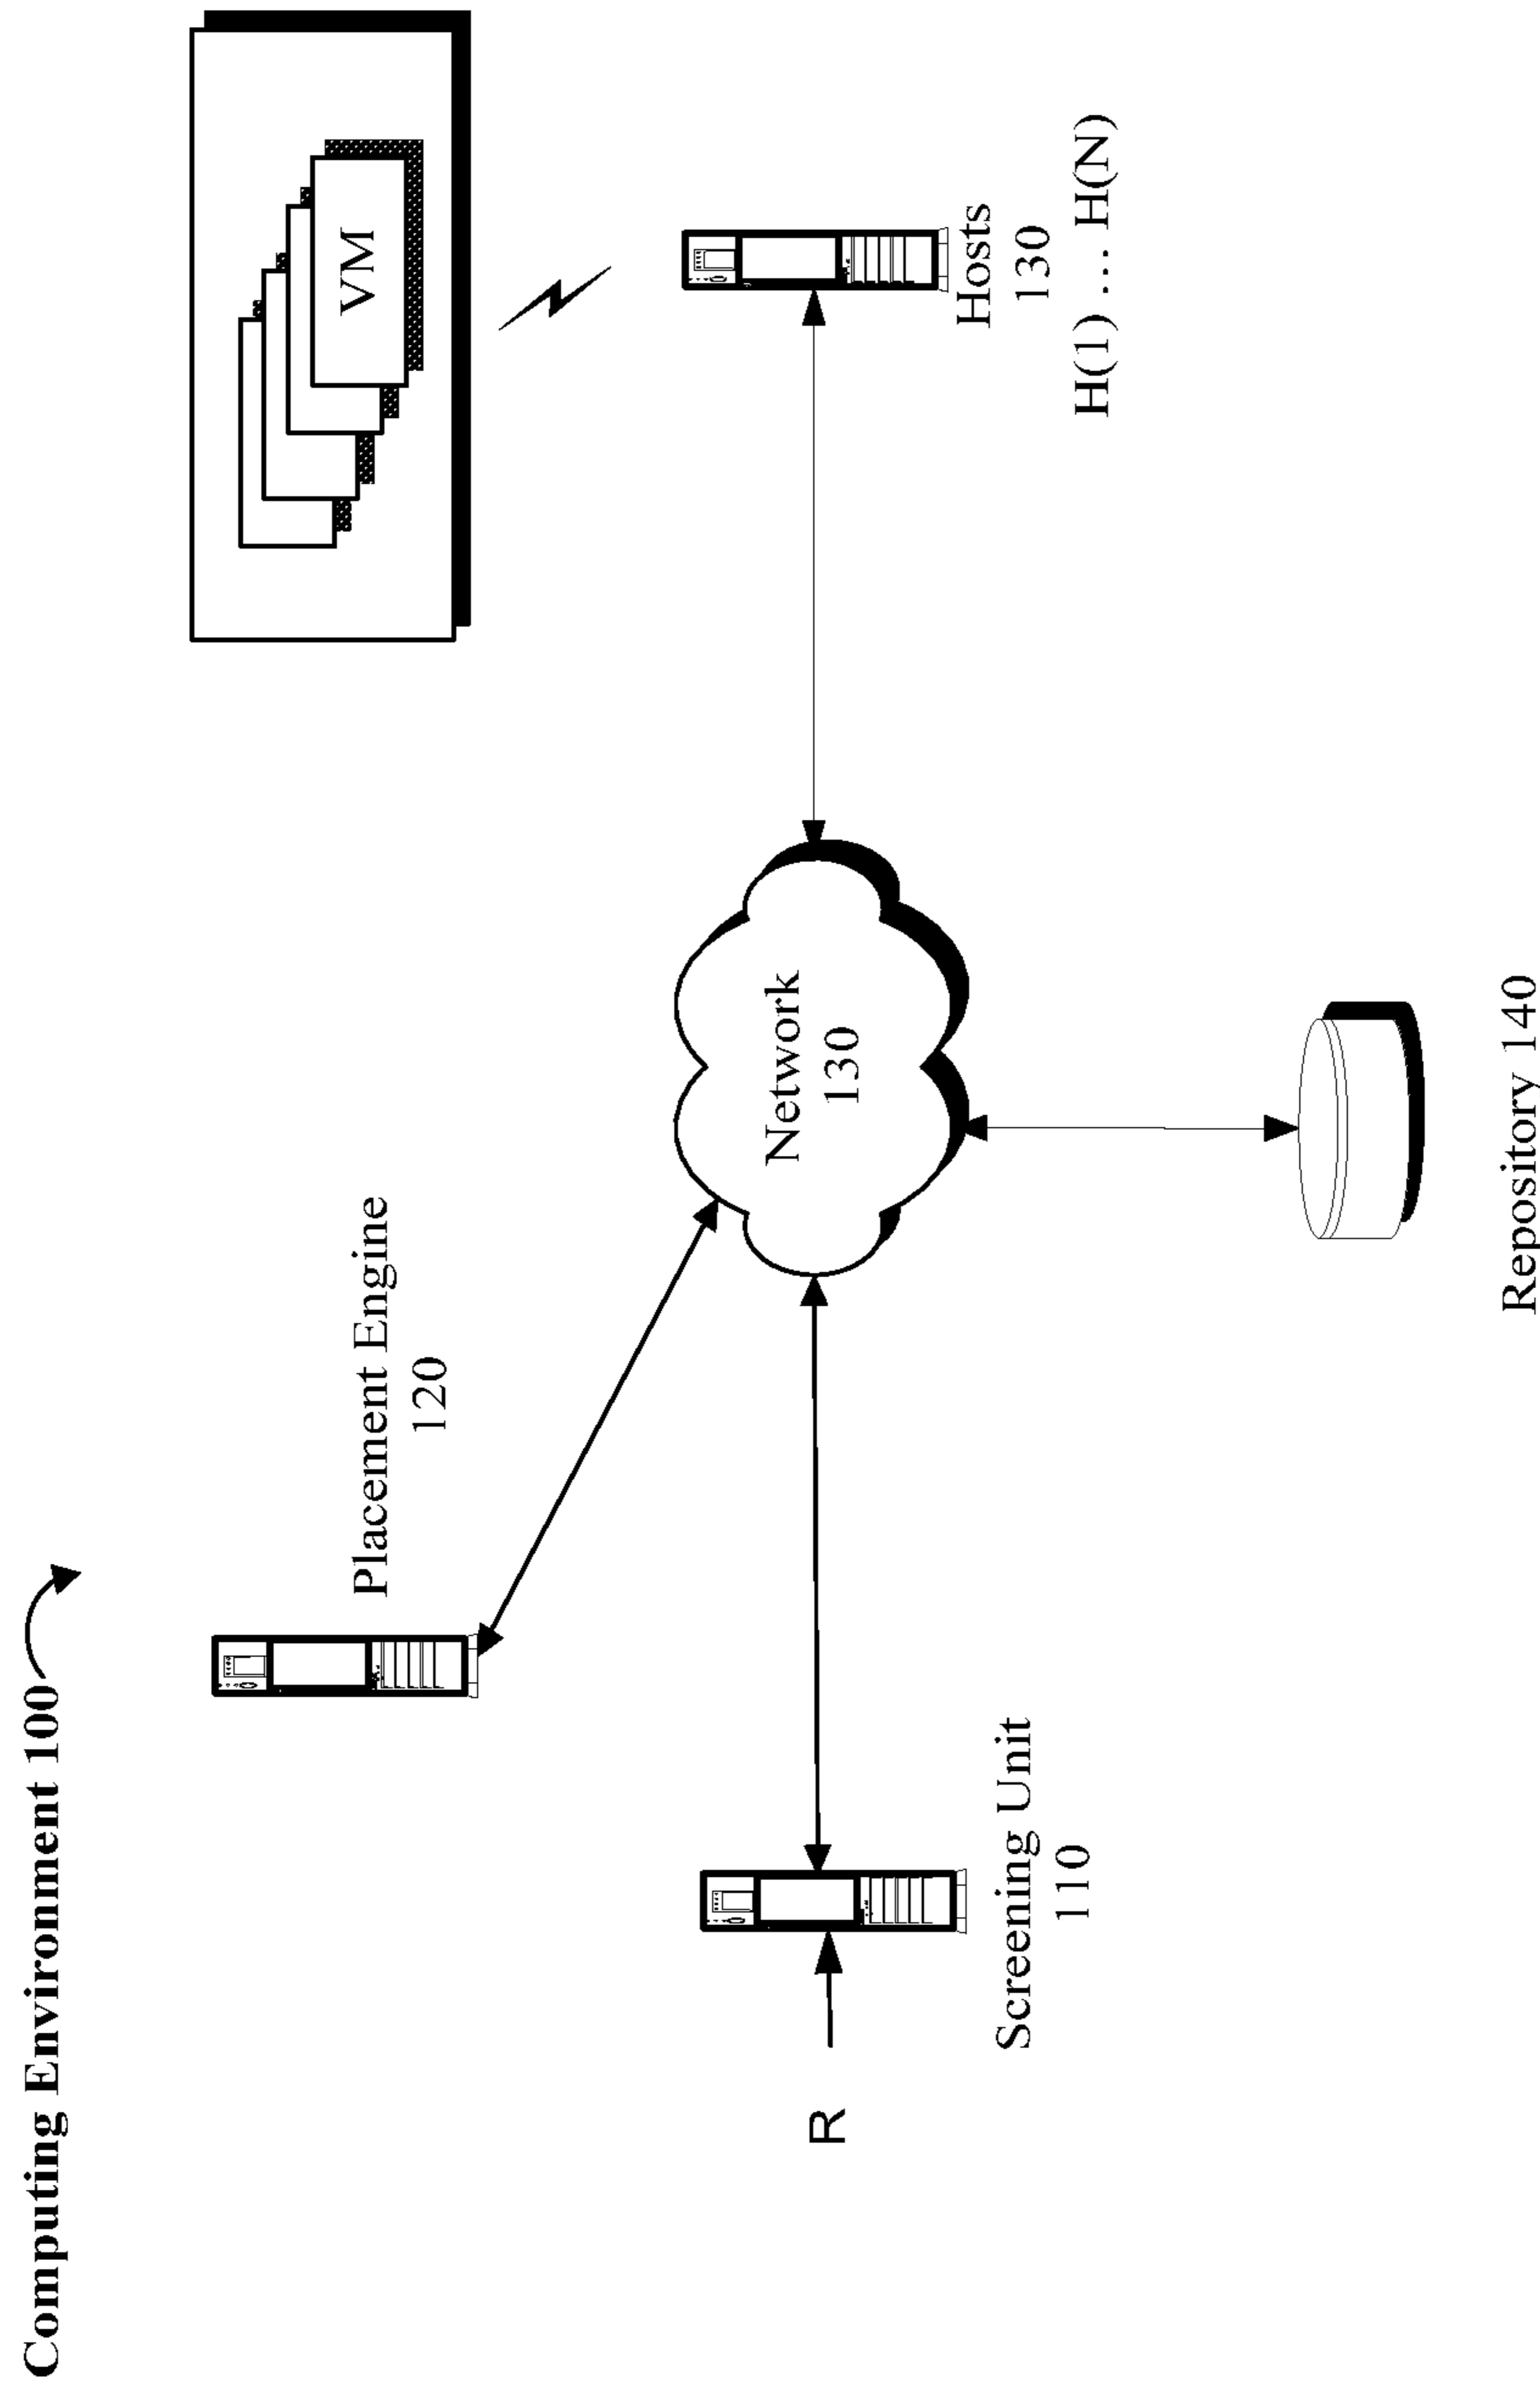 Computing Environment 100
Placement Engine
120
VM
R
Screening Unit
110
Network
130
Hosts
130
H(1) ... H(N)
Repository 140